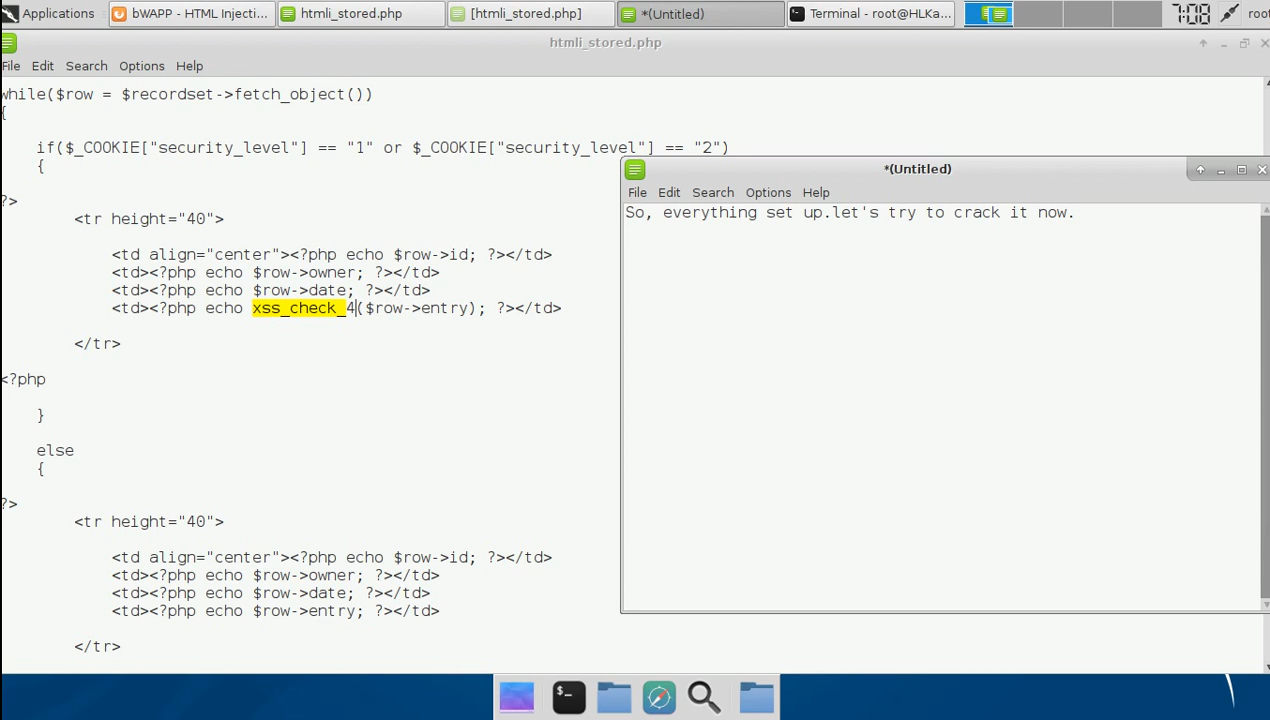 Applications
bWAPP - HTML Injecti...
htmli_stored.php
[htmli_stored.php]
*(Untitled)
Terminal - root@HLKa...
7:08
root
htmli_stored.php
File Edit Search Options Help
while($row = $recordset->fetch_object())
{
if($_COOKIE["security_level"] == "1" or $_COOKIE["security_level"] == "2")
{
?>
<tr height="40">
<td align="center"><?php echo $row->id; ?></td>
<td><?php echo $row->owner; ?></td>
<td><?php echo $row->date; ?></td>
<td><?php echo xss_check_4($row->entry); ?></td>
</tr>
<?php
}
else
{
?>
<tr height="40">
<td align="center"><?php echo $row->id; ?></td>
<td><?php echo $row->owner; ?></td>
<td><?php echo $row->date; ?></td>
<td><?php echo $row->entry; ?></td>
</tr>
*(Untitled)
File Edit Search Options Help
So, everything set up.let's try to crack it now.
$_